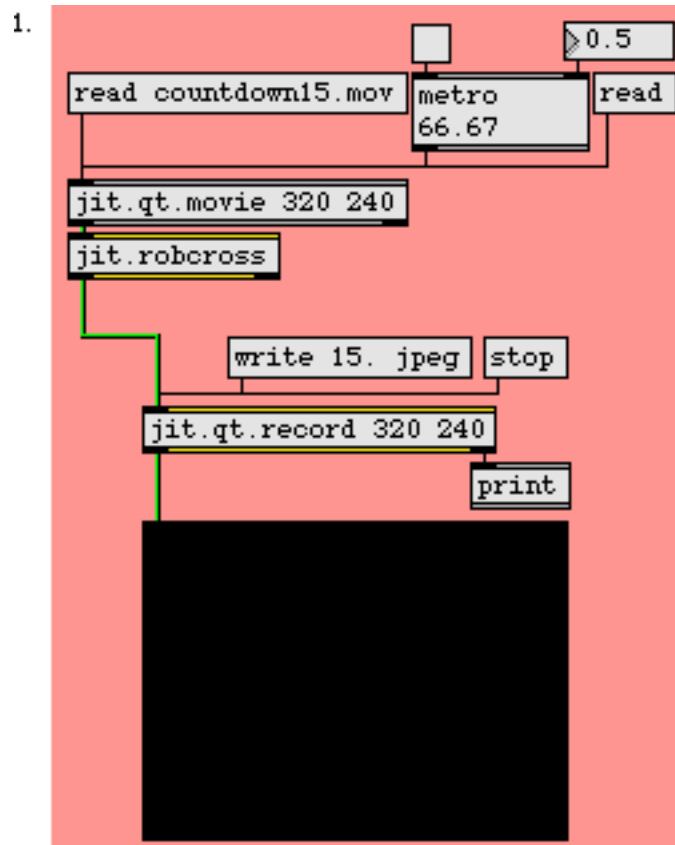 1.
0.5
read countdown15.mov
metro
66.67
read
jit.qt.movie 320 240
jit.robcross
write 15. jpeg
stop
jit.qt.record 320 240
print